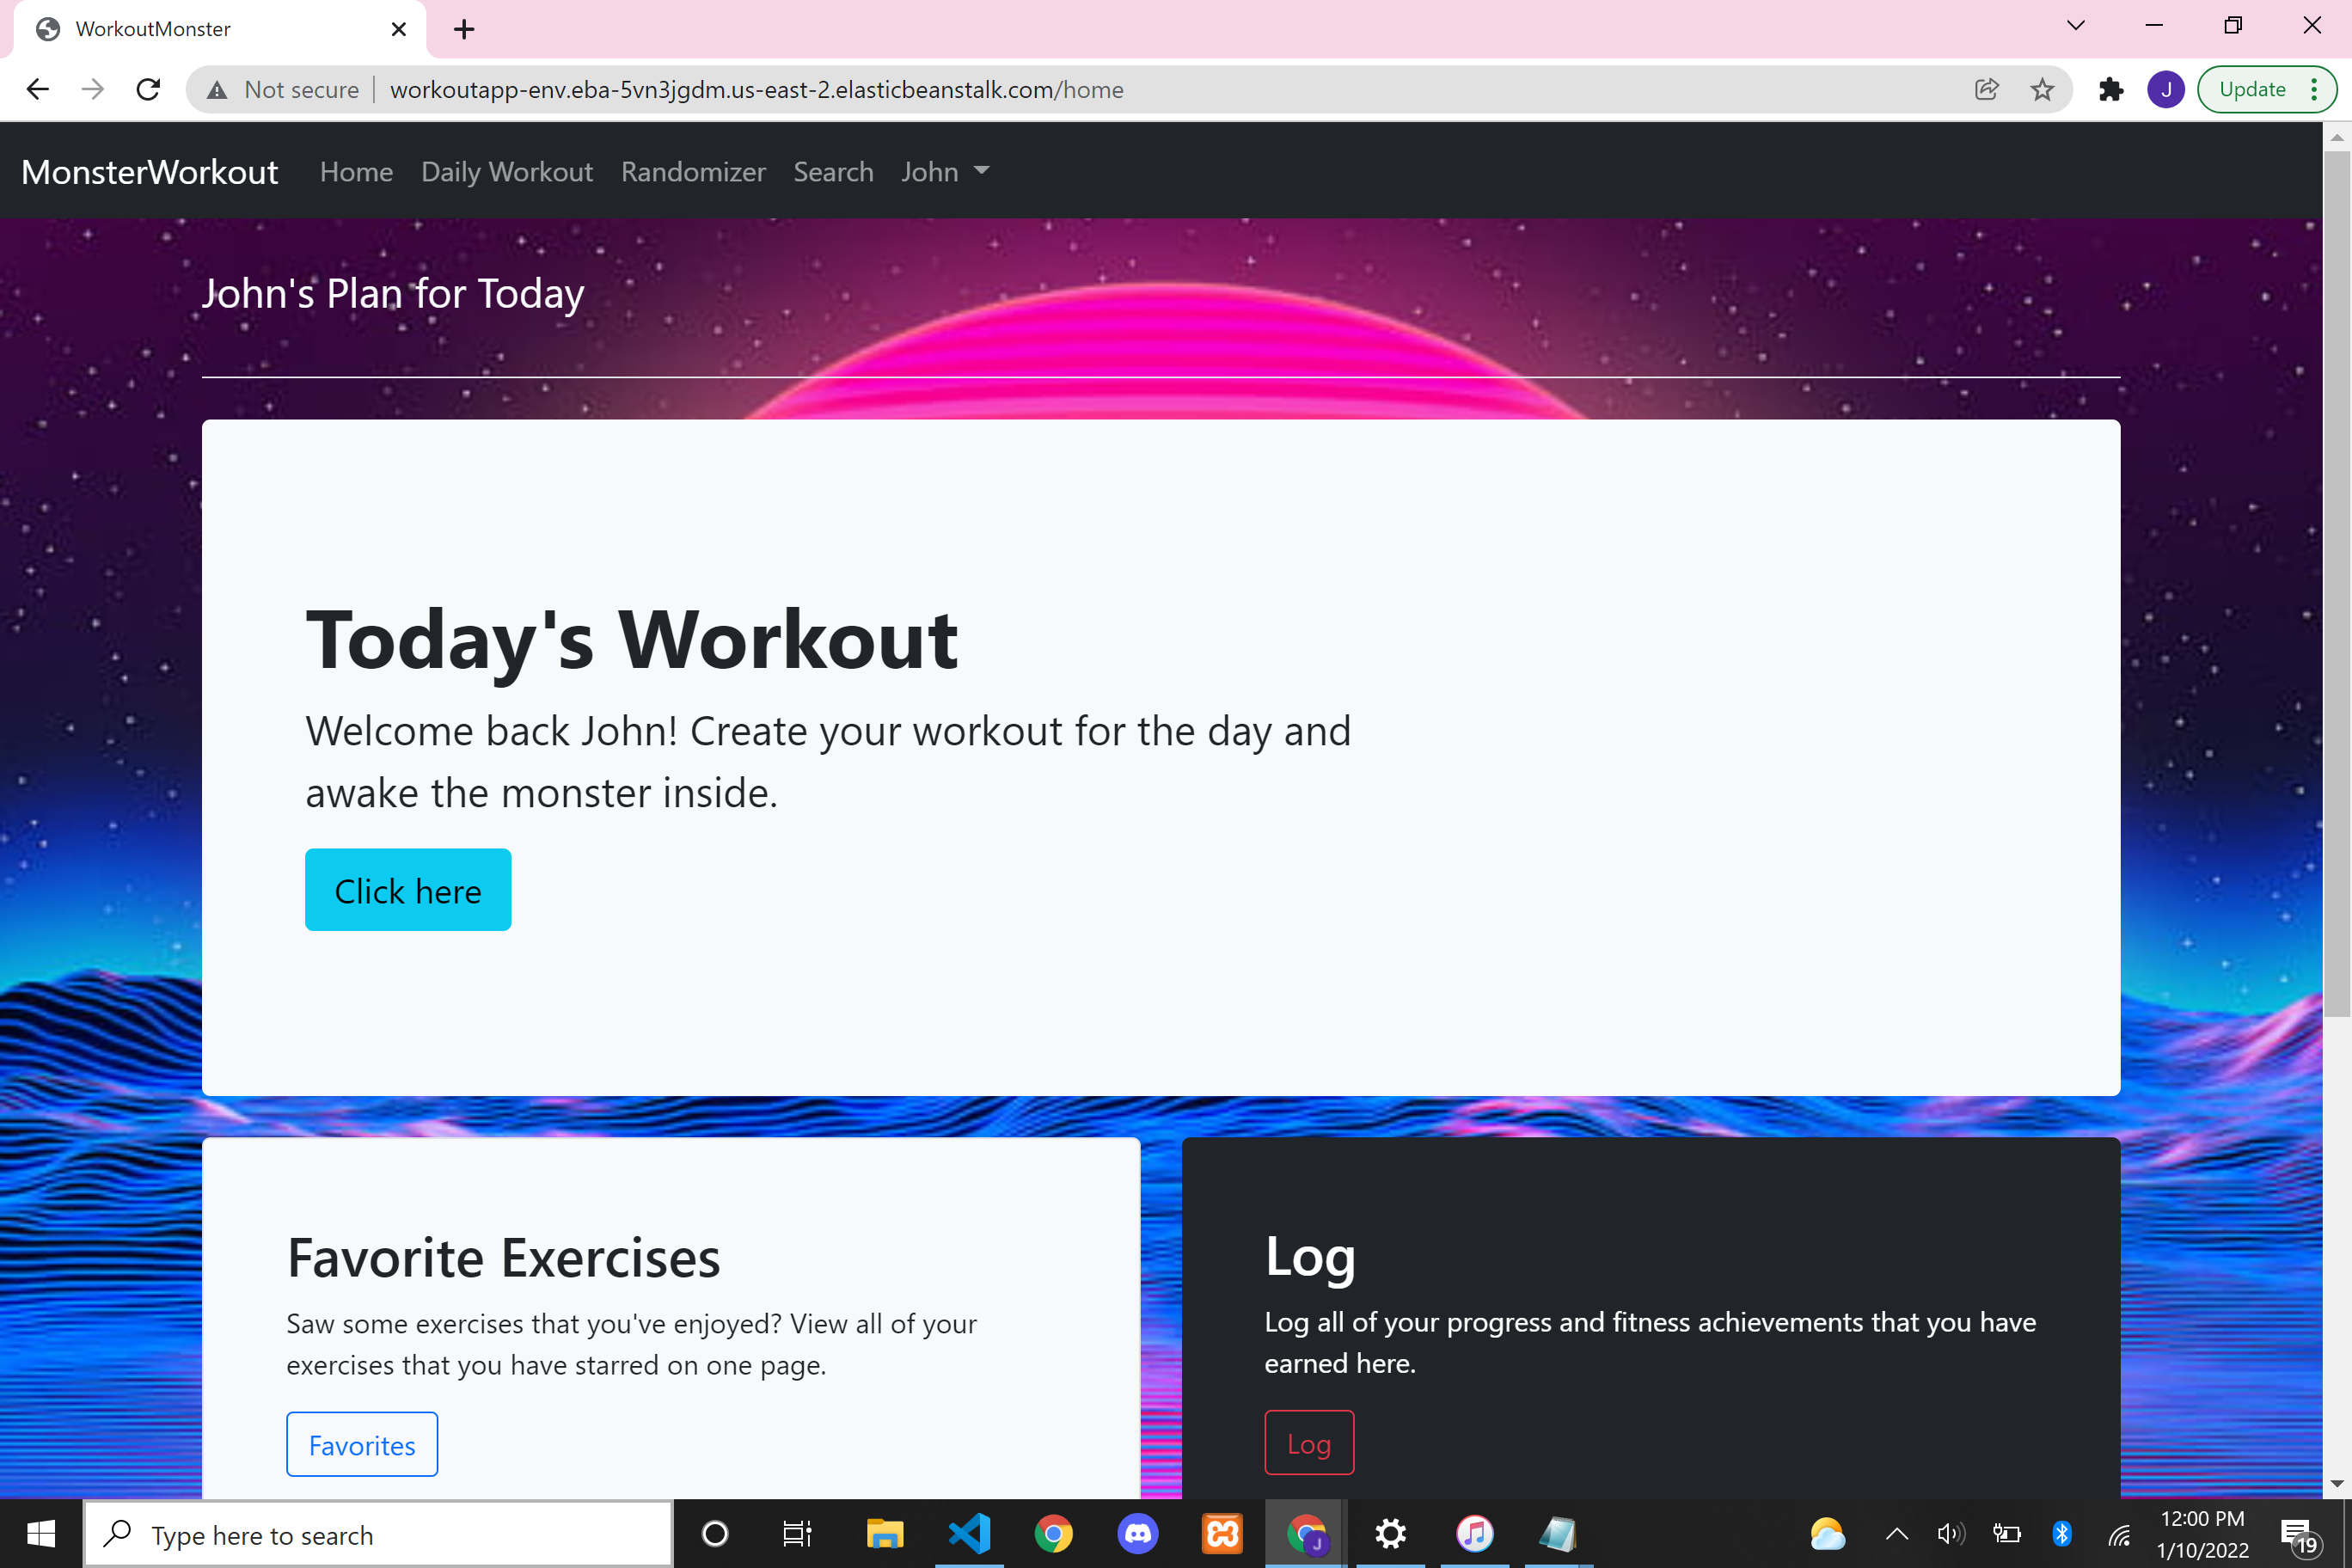 WorkoutMonster
Not secure
workoutapp-env.eba-5vn3jgdm.us-east-2.elasticbeanstalk.com/home
J
Update
MonsterWorkout
Home
Daily Workout
Randomizer
Search
John
John's Plan for Today
Today's Workout
Welcome back John! Create your workout for the day and
awake the monster inside.
Click here
Favorite Exercises
Saw some exercises that you've enjoyed? View all of your
exercises that you have starred on one page.
Favorites
Log
Log all of your progress and fitness achievements that you have
earned here.
Log
Type here to search
J
12:00 PM
1/10/2022
19